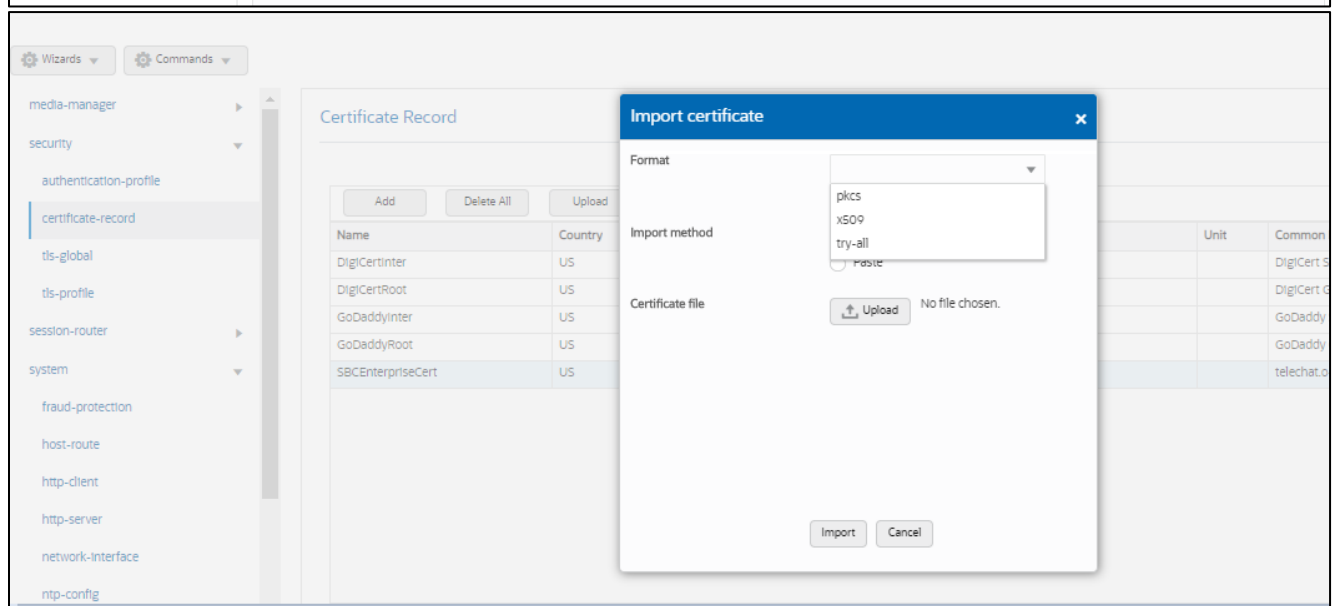 Wizards Commands
media-manager
security
authentication-profile
certificate-record
tls-global
tls-profile
session-router
system
fraud-protection
host-route
http-client
http-server
network-interface
ntp-config
Certificate Record
Add Delete All Upload
Name Country Unit Common
DigiCertInter US DigiCert S
DigiCertRoot US DigiCert G
GoDaddyInter US GoDaddy
GoDaddyRoot US GoDaddy
SBCEnterpriseCert US telechat.o
Import certificate ×
Format
pkcs
x509
try-all
Import method
Paste
Certificate file Upload No file chosen.
Import Cancel